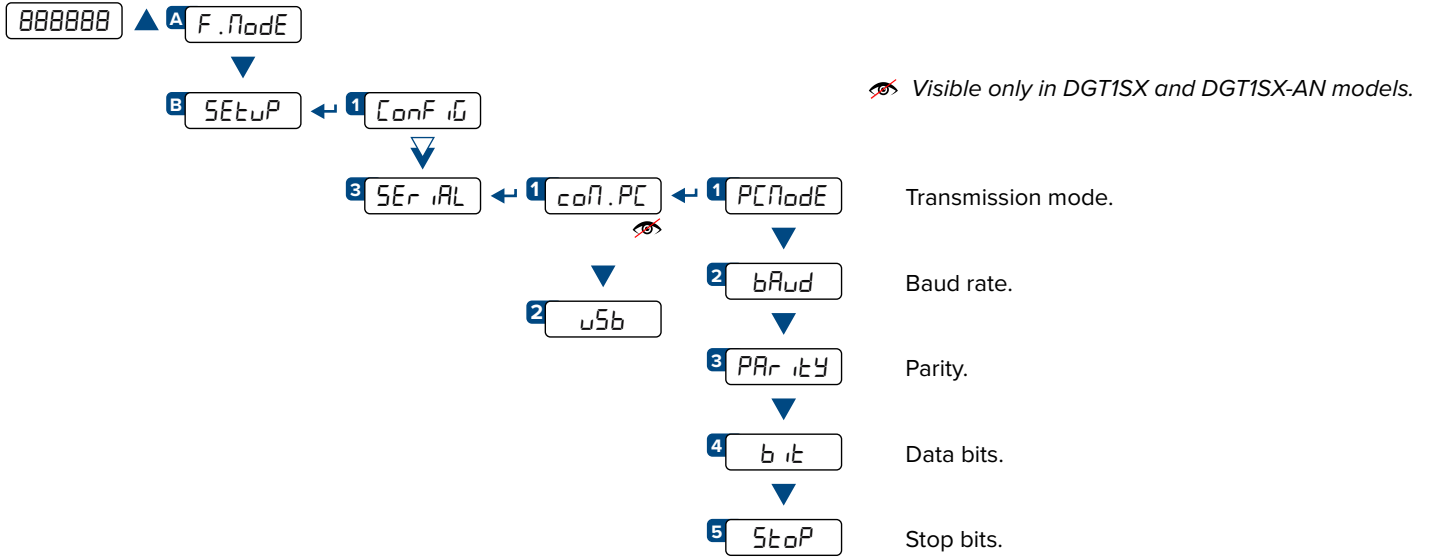 888888 A F.ModE
Visible only in DGT1SX and DGT1SX-AN models.
B SEtuP 1 ConFiG
3 SEriAL 1 coM.PC 1 PCModE Transmission mode.
2 bAud Baud rate.
2 uSb
3 PAritY Parity.
4 bit Data bits.
5 StoP Stop bits.